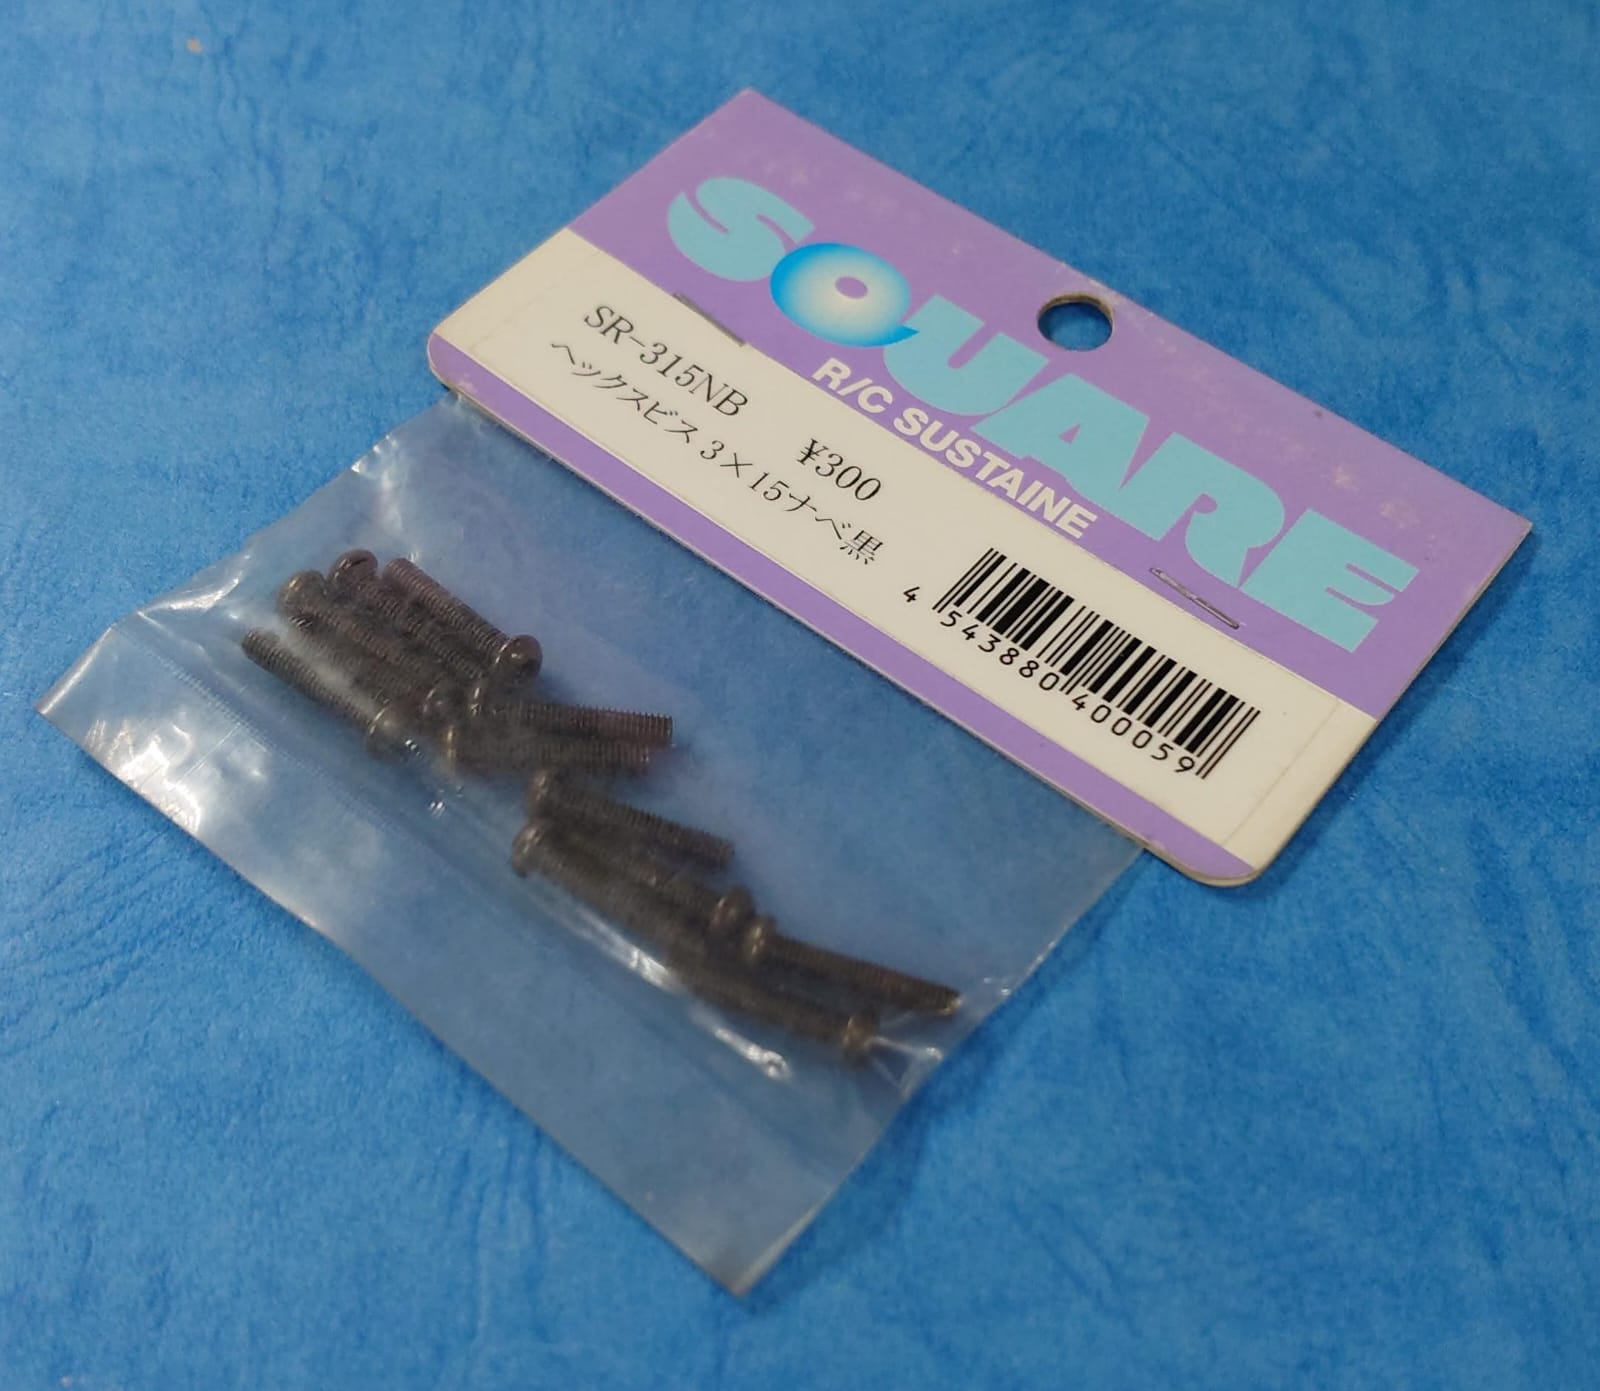 SQUARE
R/C SUSTAINE
SR-315NB ¥300
ヘックスビス 3×15ナベ黒
4 543880 400059